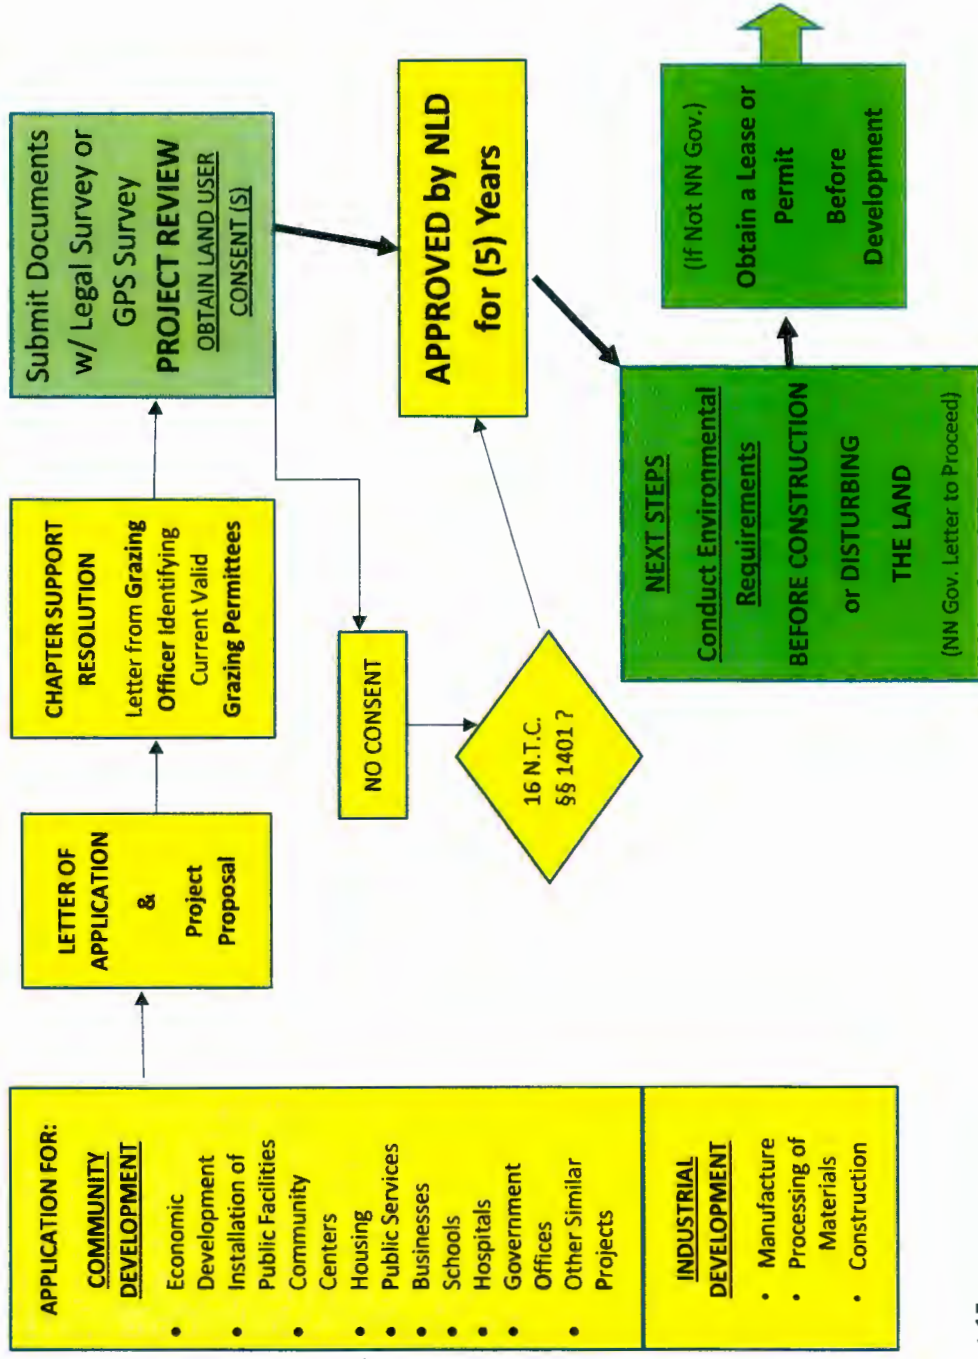 APPLICATION FOR:
COMMUNITY
DEVELOPMENT
• Economic
Development
• Installation of
Public Facilities
• Community
Centers
• Housing
• Public Services
• Businesses
• Schools
• Hospitals
• Government
Offices
• Other Similar
Projects
INDUSTRIAL
DEVELOPMENT
• Manufacture
• Processing of
Materials
• Construction
LETTER OF
APPLICATION
&
Project
Proposal
CHAPTER SUPPORT
RESOLUTION
Letter from Grazing
Officer Identifying
Current Valid
Grazing Permittees
Submit Documents
w/ Legal Survey or
GPS Survey
PROJECT REVIEW
OBTAIN LAND USER
CONSENT (S)
NO CONSENT
16 N.T.C.
§§ 1401 ?
APPROVED by NLD
for (5) Years
NEXT STEPS
Conduct Environmental
Requirements
BEFORE CONSTRUCTION
or DISTURBING
THE LAND
(NN Gov. Letter to Proceed)
(If Not NN Gov.)
Obtain a Lease or
Permit
Before
Development